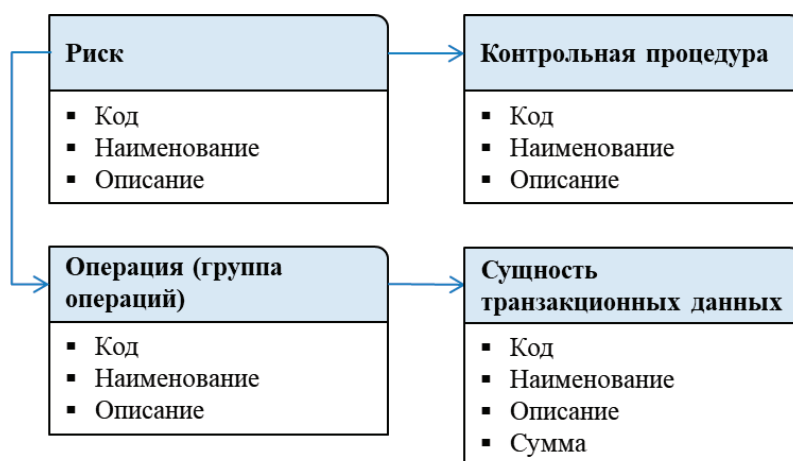 Риск
▪ Код
▪ Наименование
▪ Описание
Контрольная процедура
▪ Код
▪ Наименование
▪ Описание
Операция (группа
операций)
▪ Код
▪ Наименование
▪ Описание
Сущность
транзакционных данных
▪ Код
▪ Наименование
▪ Описание
▪ Сумма